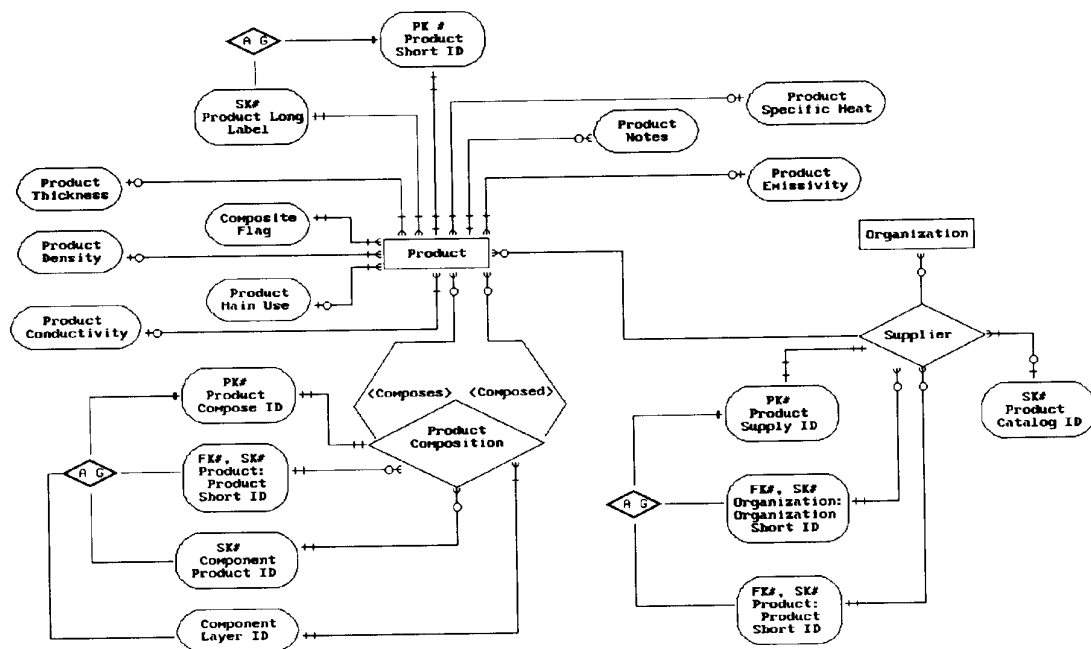 PK #
Product
Short ID
A G
SK#
Product Long
Label
Product
Specific Heat
Product
Notes
Product
Thickness
Product
Emissivity
Composite
Flag
Organization
Product
Product
Density
Product
Main Use
Product
Conductivity
Supplier
<Composes>
<Composed>
PK#
Product
Compose ID
PK#
Product
Supply ID
SK#
Product
Catalog ID
Product
Composition
A G
FK#, SK#
Product:
Product
Short ID
A G
FK#, SK#
Organization:
Organization
Short ID
SK#
Component
Product ID
FK#, SK#
Product:
Product
Short ID
Component
Layer ID